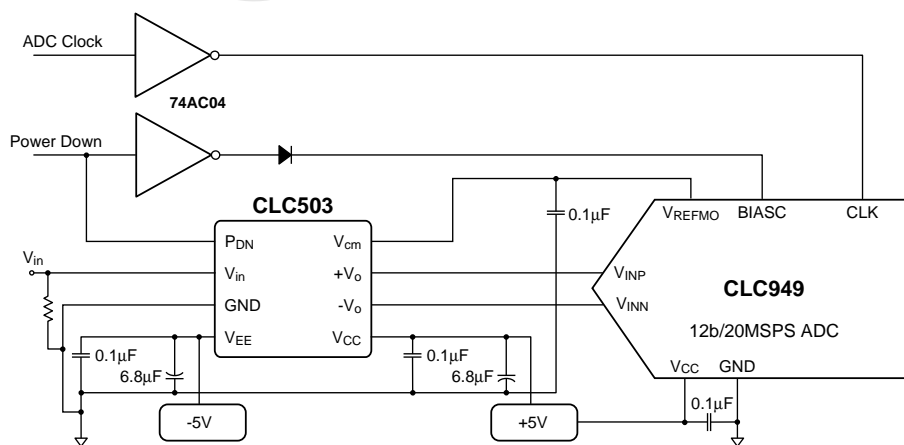 ADC Clock
74AC04
Power Down
CLC503
PDN
Vin
GND
VEE
Vcm
+Vo
-Vo
VCC
Vin
0.1µF
6.8µF
-5V
0.1µF
6.8µF
+5V
0.1µF
VREFMO
BIASC
CLK
VINP
VINN
CLC949
12b/20MSPS ADC
VCC
GND
0.1µF